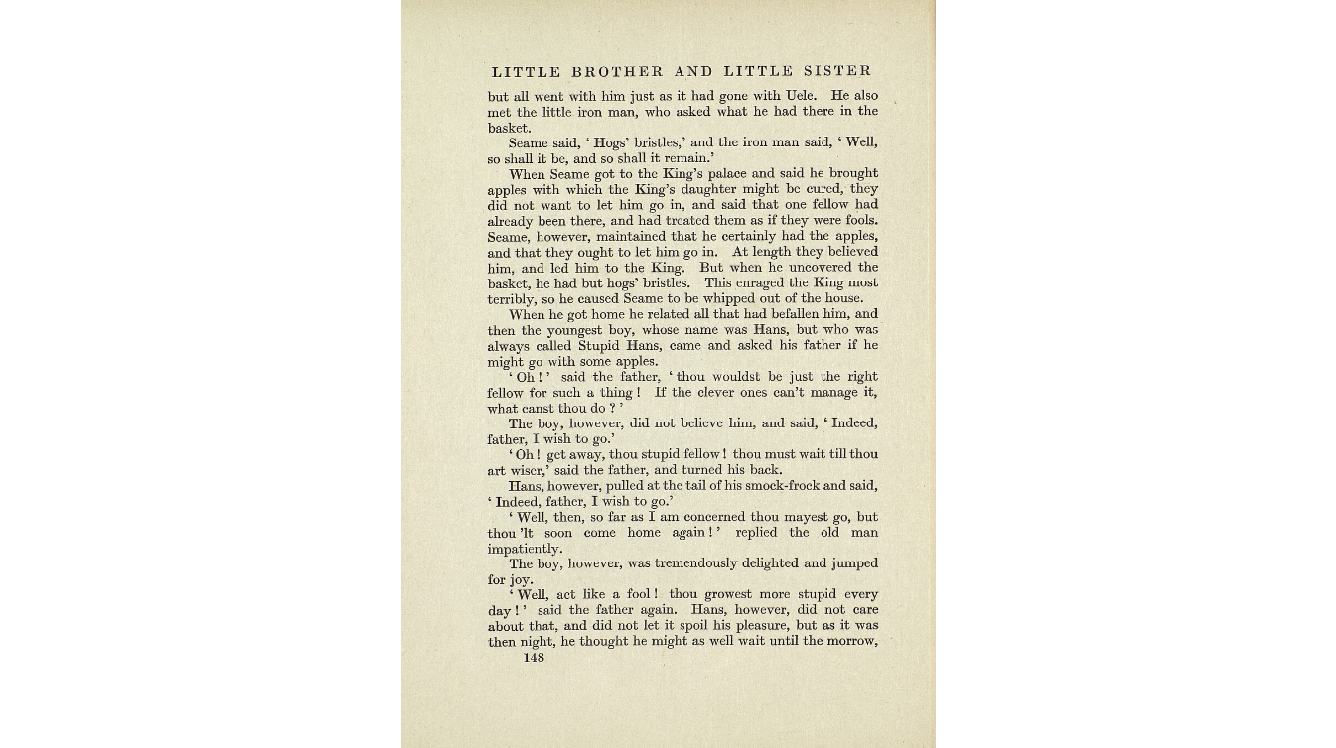 LITTLE BROTHER AND LITTLE SISTER
but all went with him just as it had gone with Uele. He also
met the little iron man, who asked what he had there in the
basket.
Seame said, ‘ Hogs’ bristles,’ and the iron man said, ‘ Well,
so shall it be, and so shall it remain.’
When Seame got to the King’s palace and said he brought
apples with which the King’s daughter might be cured, they
did not want to let him go in, and said that one fellow had
already been there, and had treated them as if they were fools.
Seame, however, maintained that he certainly had the apples,
and that they ought to let him go in. At length they believed
him, and led him to the King. But when he uncovered the
basket, he had but hogs’ bristles. This enraged the King most
terribly, so he caused Seame to be whipped out of the house.
When he got home he related all that had befallen him, and
then the youngest boy, whose name was Hans, but who was
always called Stupid Hans, came and asked his father if he
might go with some apples.
‘ Oh ! ’ said the father, ‘ thou wouldst be just the right
fellow for such a thing ! If the clever ones can’t manage it,
what canst thou do ? ’
The boy, however, did not believe him, and said, ‘ Indeed,
father, I wish to go.’
‘ Oh ! get away, thou stupid fellow ! thou must wait till thou
art wiser,’ said the father, and turned his back.
Hans, however, pulled at the tail of his smock-frock and said,
‘ Indeed, father, I wish to go.’
‘ Well, then, so far as I am concerned thou mayest go, but
thou ’lt soon come home again ! ’ replied the old man
impatiently.
The boy, however, was tremendously delighted and jumped
for joy.
‘ Well, act like a fool ! thou growest more stupid every
day ! ’ said the father again. Hans, however, did not care
about that, and did not let it spoil his pleasure, but as it was
then night, he thought he might as well wait until the morrow,
148